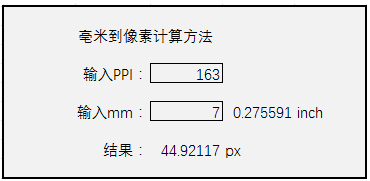 毫米到像素计算方法
输入PPI： 163
输入mm： 7 0.275591 inch
结果： 44.92117 px